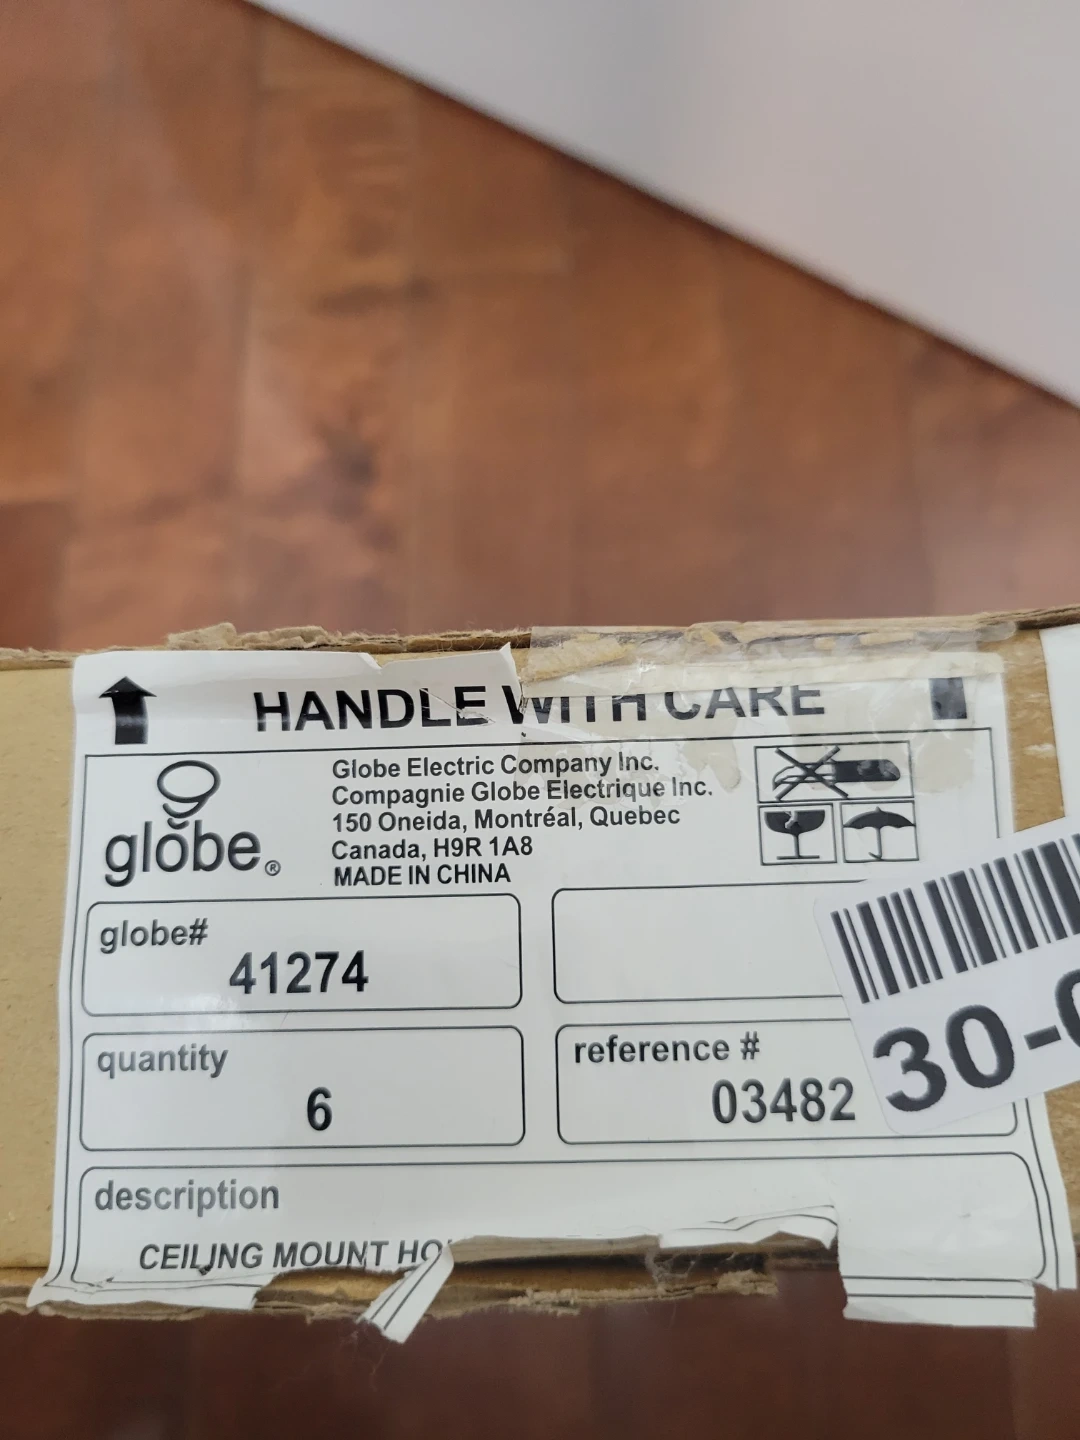 HANDLE WITH CARE
globe®
Globe Electric Company Inc.
Compagnie Globe Electrique Inc.
150 Oneida, Montréal, Quebec
Canada, H9R 1A8
MADE IN CHINA
globe#
41274
quantity
6
reference #
03482
30-
description
CEILING MOUNT